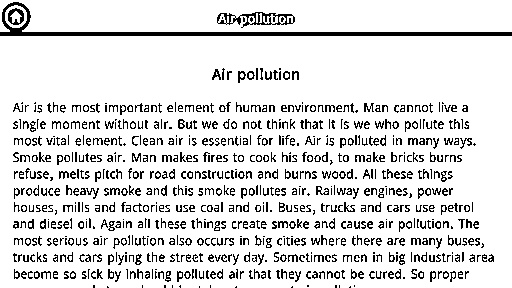 Air pollution
Air pollution
Air is the most important element of human environment. Man cannot live a
single moment without air. But we do not think that it is we who pollute this
most vital element. Clean air is essential for life. Air is polluted in many ways.
Smoke pollutes air. Man makes fires to cook his food, to make bricks burns
refuse, melts pitch for road construction and burns wood. All these things
produce heavy smoke and this smoke pollutes air. Railway engines, power
houses, mills and factories use coal and oil. Buses, trucks and cars use petrol
and diesel oil. Again all these things create smoke and cause air pollution. The
most serious air pollution also occurs in big cities where there are many buses,
trucks and cars plying the street every day. Sometimes men in big industrial area
become so sick by inhaling polluted air that they cannot be cured. So proper